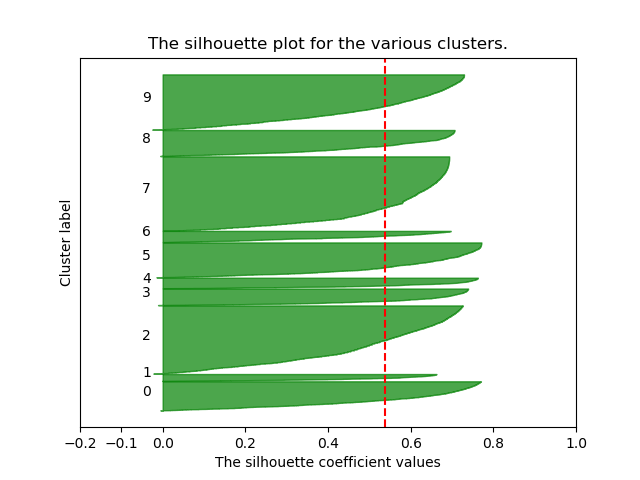 The silhouette plot for the various clusters.
9
8
7
6
5
4
3
2
1
0
Cluster label
−0.2 −0.1 0.0 0.2 0.4 0.6 0.8 1.0
The silhouette coefficient values